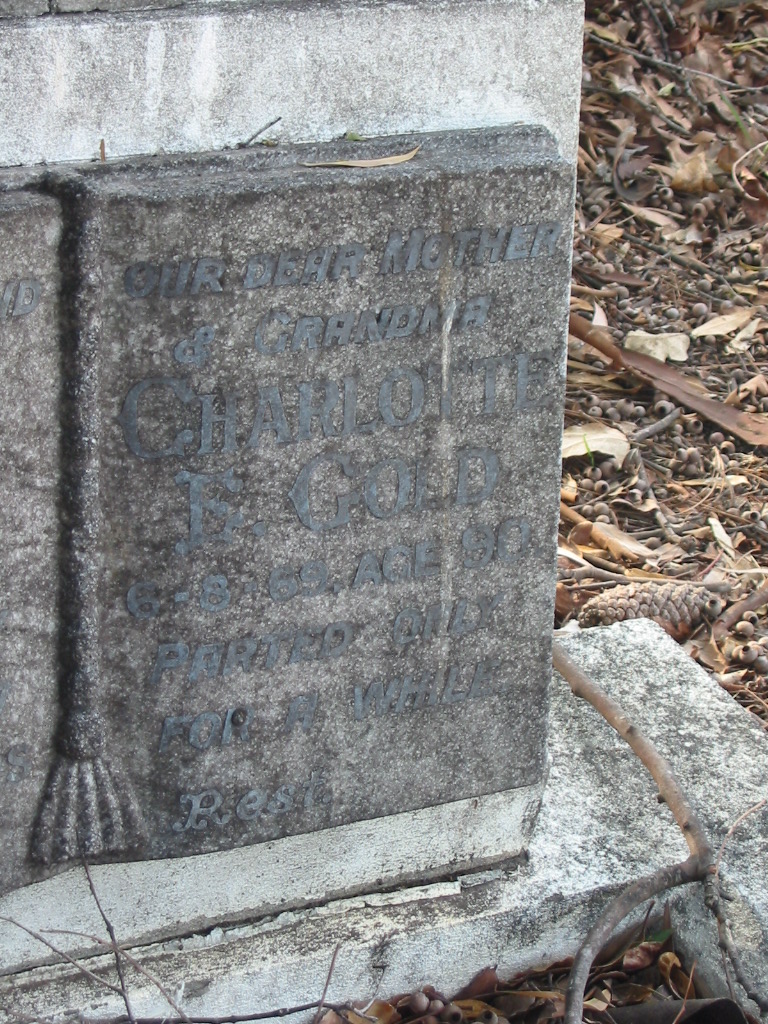 OUR DEAR MOTHER
& GRANDMA
CHARLOTTE
E. GOLD
6-8-69. AGE 90
PARTED ONLY
FOR A WHILE
Rest.